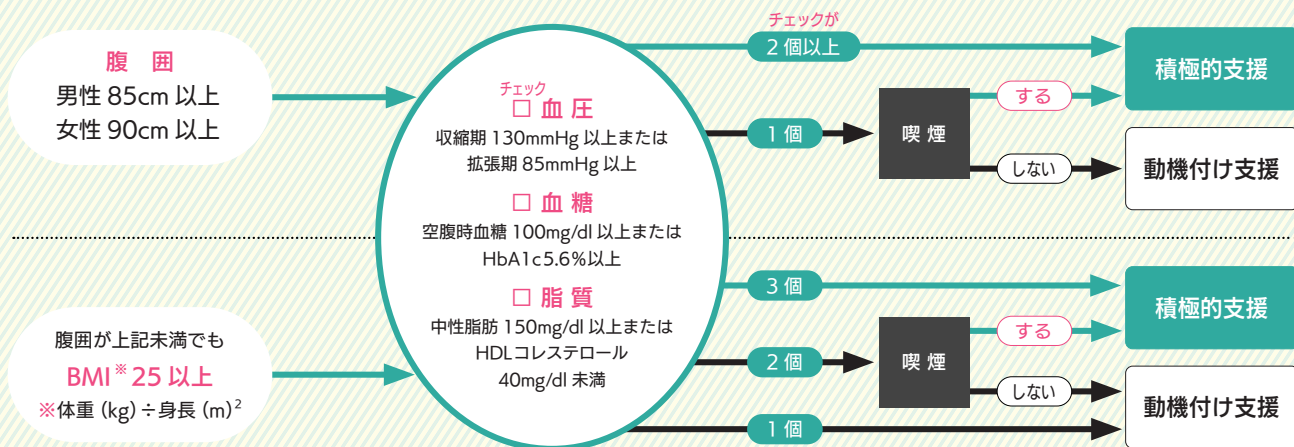 腹 囲
男性 85cm 以上
女性 90cm 以上
チェック
□ 血 圧
収縮期 130mmHg 以上または
拡張期 85mmHg 以上
□ 血 糖
空腹時血糖 100mg/dl 以上または
HbA1c5.6%以上
□ 脂 質
中性脂肪 150mg/dl 以上または
HDLコレステロール
40mg/dl 未満
チェックが
2 個以上
積極的支援
1 個
喫 煙
する
しない
動機付け支援
腹囲が上記未満でも
BMI※ 25 以上
※体重 (kg) ÷身長 (m)²
3 個
積極的支援
2 個
喫 煙
する
しない
1 個
動機付け支援